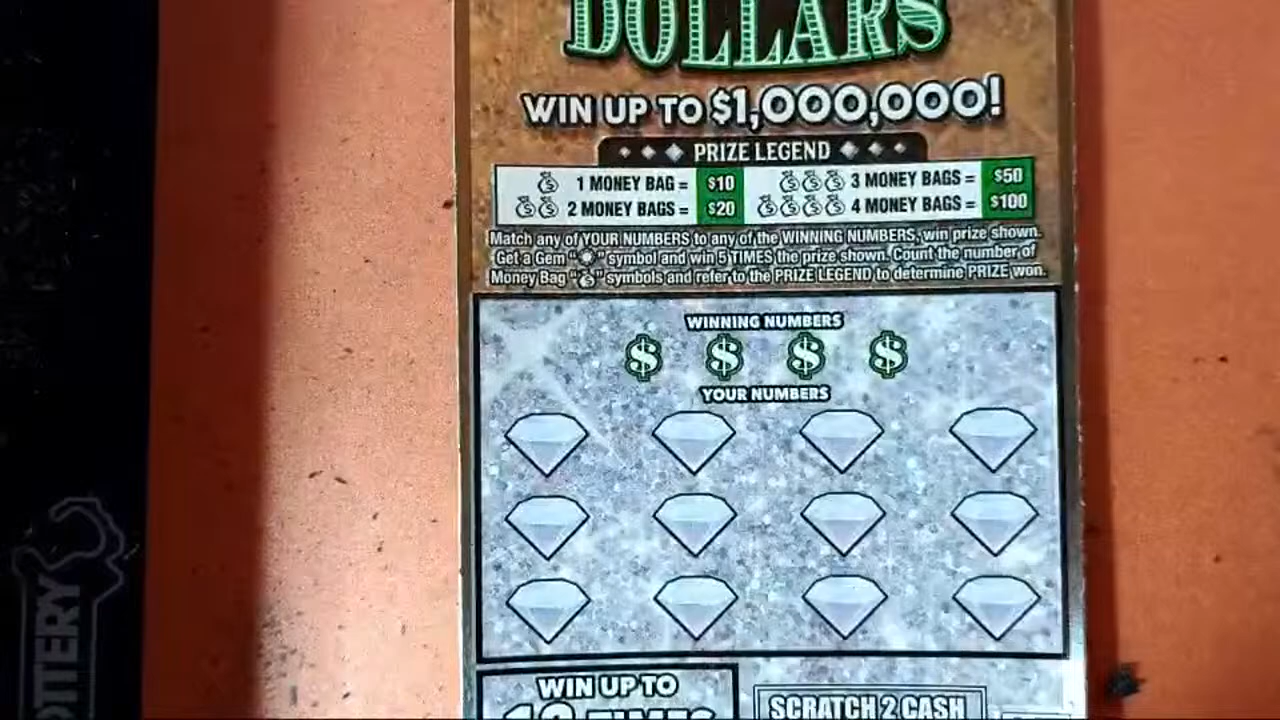 DOLLARS
WIN UP TO $1,000,000!
PRIZE LEGEND
1 MONEY BAG = $10 3 MONEY BAGS = $50
2 MONEY BAGS = $20 4 MONEY BAGS = $100
Match any of YOUR NUMBERS to any of the WINNING NUMBERS, win prize shown.
Get a Gem " " symbol and win 5 TIMES the prize shown. Count the number of
Money Bag " " symbols and refer to the PRIZE LEGEND to determine PRIZE won.
WINNING NUMBERS
$ $ $ $
YOUR NUMBERS
WIN UP TO
TIMES
SCRATCH 2 CASH